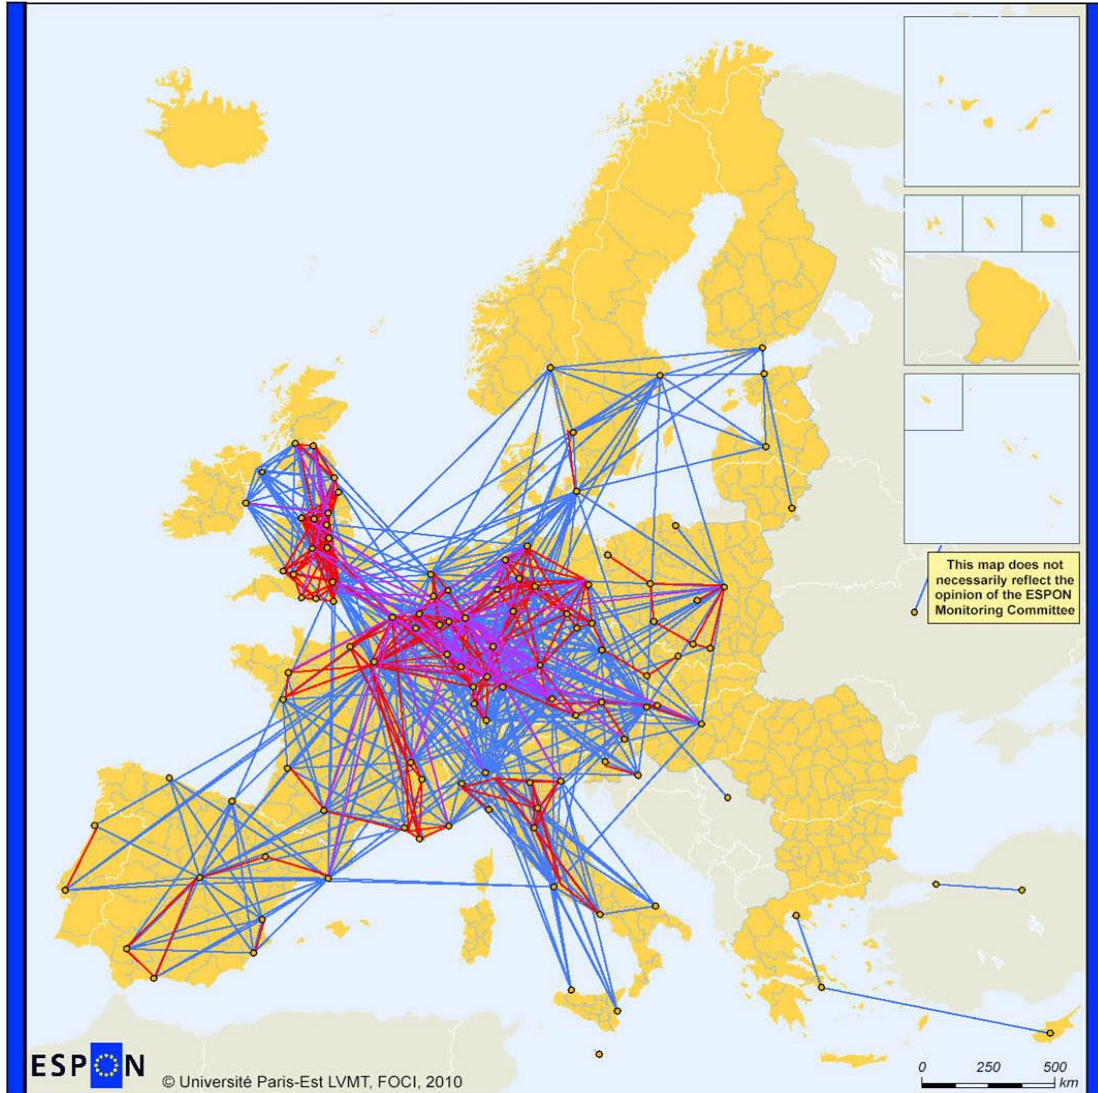 This map does not
necessarily reflect the
opinion of the ESPON
Monitoring Committee
ESPON
© Université Paris-Est LVMT, FOCI, 2010
0 250 500
km